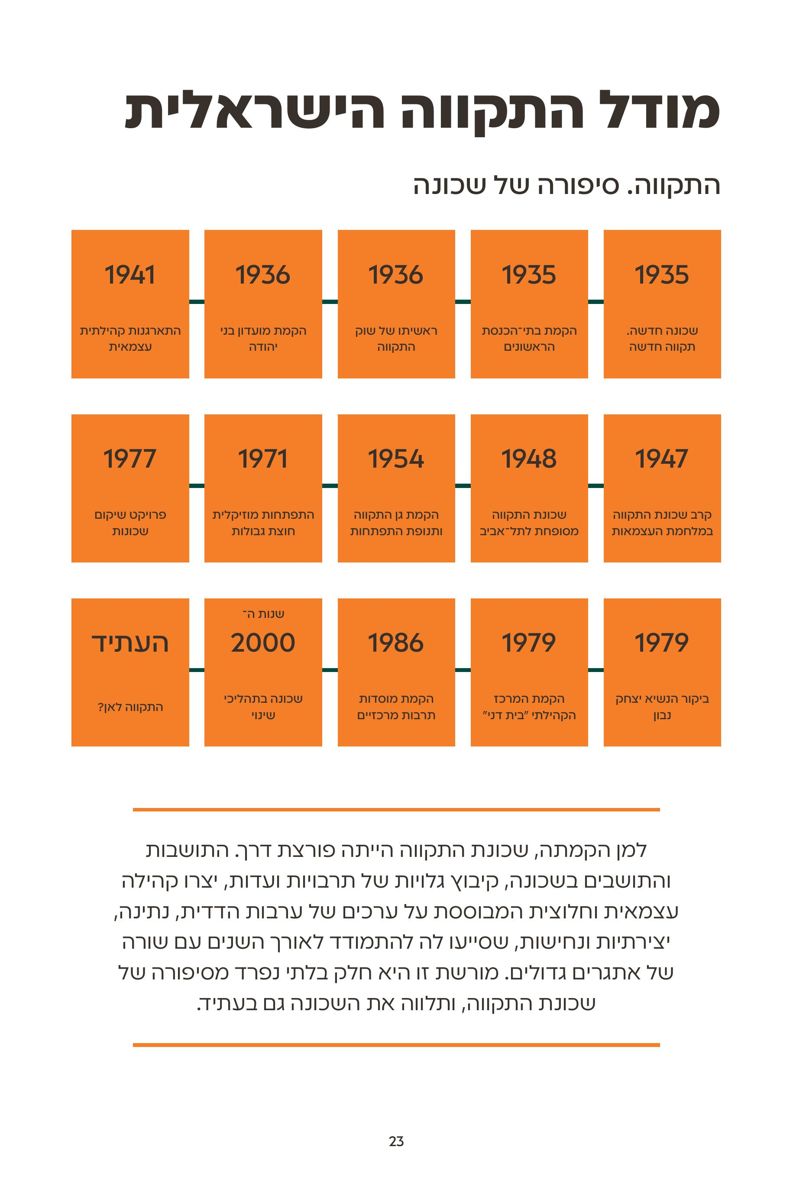 מודל התקווה הישראלית
התקווה. סיפורה של שכונה
1935
שכונה חדשה.
תקווה חדשה
1935
הקמת בתי־הכנסת
הראשונים
1936
ראשיתו של שוק
התקווה
1936
הקמת מועדון בני
יהודה
1941
התארגנות קהילתית
עצמאית
1947
קרב שכונת התקווה
במלחמת העצמאות
1948
שכונת התקווה
מסופחת לתל־אביב
1954
הקמת גן התקווה
ותנופת התפתחות
1971
התפתחות מוזיקלית
חוצת גבולות
1977
פרויקט שיקום
שכונות
1979
ביקור הנשיא יצחק
נבון
1979
הקמת המרכז
הקהילתי "בית דני"
1986
הקמת מוסדות
תרבות מרכזיים
שנות ה־
2000
שכונה בתהליכי
שינוי
העתיד
התקווה לאן?
למן הקמתה, שכונת התקווה הייתה פורצת דרך. התושבות
והתושבים בשכונה, קיבוץ גלויות של תרבויות ועדות, יצרו קהילה
עצמאית וחלוצית המבוססת על ערכים של ערבות הדדית, נתינה,
יצירתיות ונחישות, שסייעו לה להתמודד לאורך השנים עם שורה
של אתגרים גדולים. מורשת זו היא חלק בלתי נפרד מסיפורה של
שכונת התקווה, ותלווה את השכונה גם בעתיד.
23